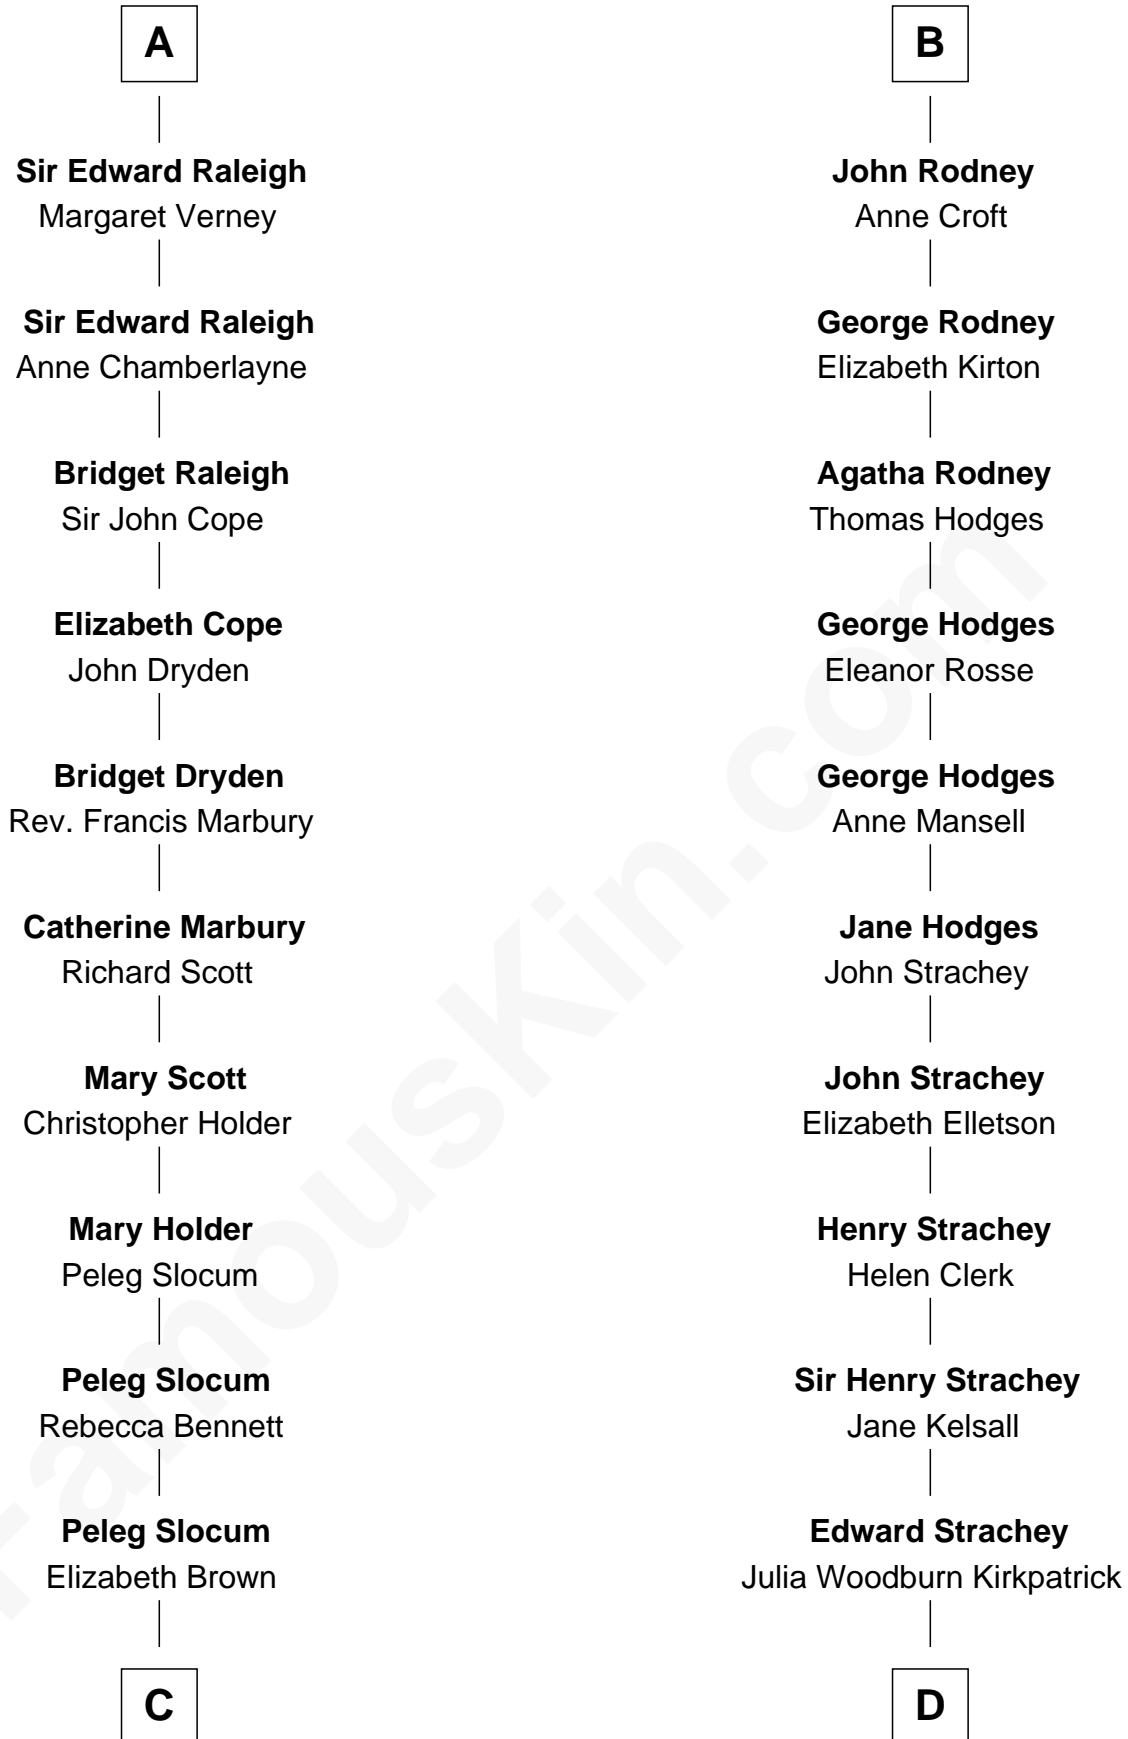 A
Sir Edward Raleigh
Margaret Verney
Sir Edward Raleigh
Anne Chamberlayne
Bridget Raleigh
Sir John Cope
Elizabeth Cope
John Dryden
Bridget Dryden
Rev. Francis Marbury
Catherine Marbury
Richard Scott
Mary Scott
Christopher Holder
Mary Holder
Peleg Slocum
Peleg Slocum
Rebecca Bennett
Peleg Slocum
Elizabeth Brown
C
B
John Rodney
Anne Croft
George Rodney
Elizabeth Kirton
Agatha Rodney
Thomas Hodges
George Hodges
Eleanor Rosse
George Hodges
Anne Mansell
Jane Hodges
John Strachey
John Strachey
Elizabeth Elletson
Henry Strachey
Helen Clerk
Sir Henry Strachey
Jane Kelsall
Edward Strachey
Julia Woodburn Kirkpatrick
D
FamousKin.com